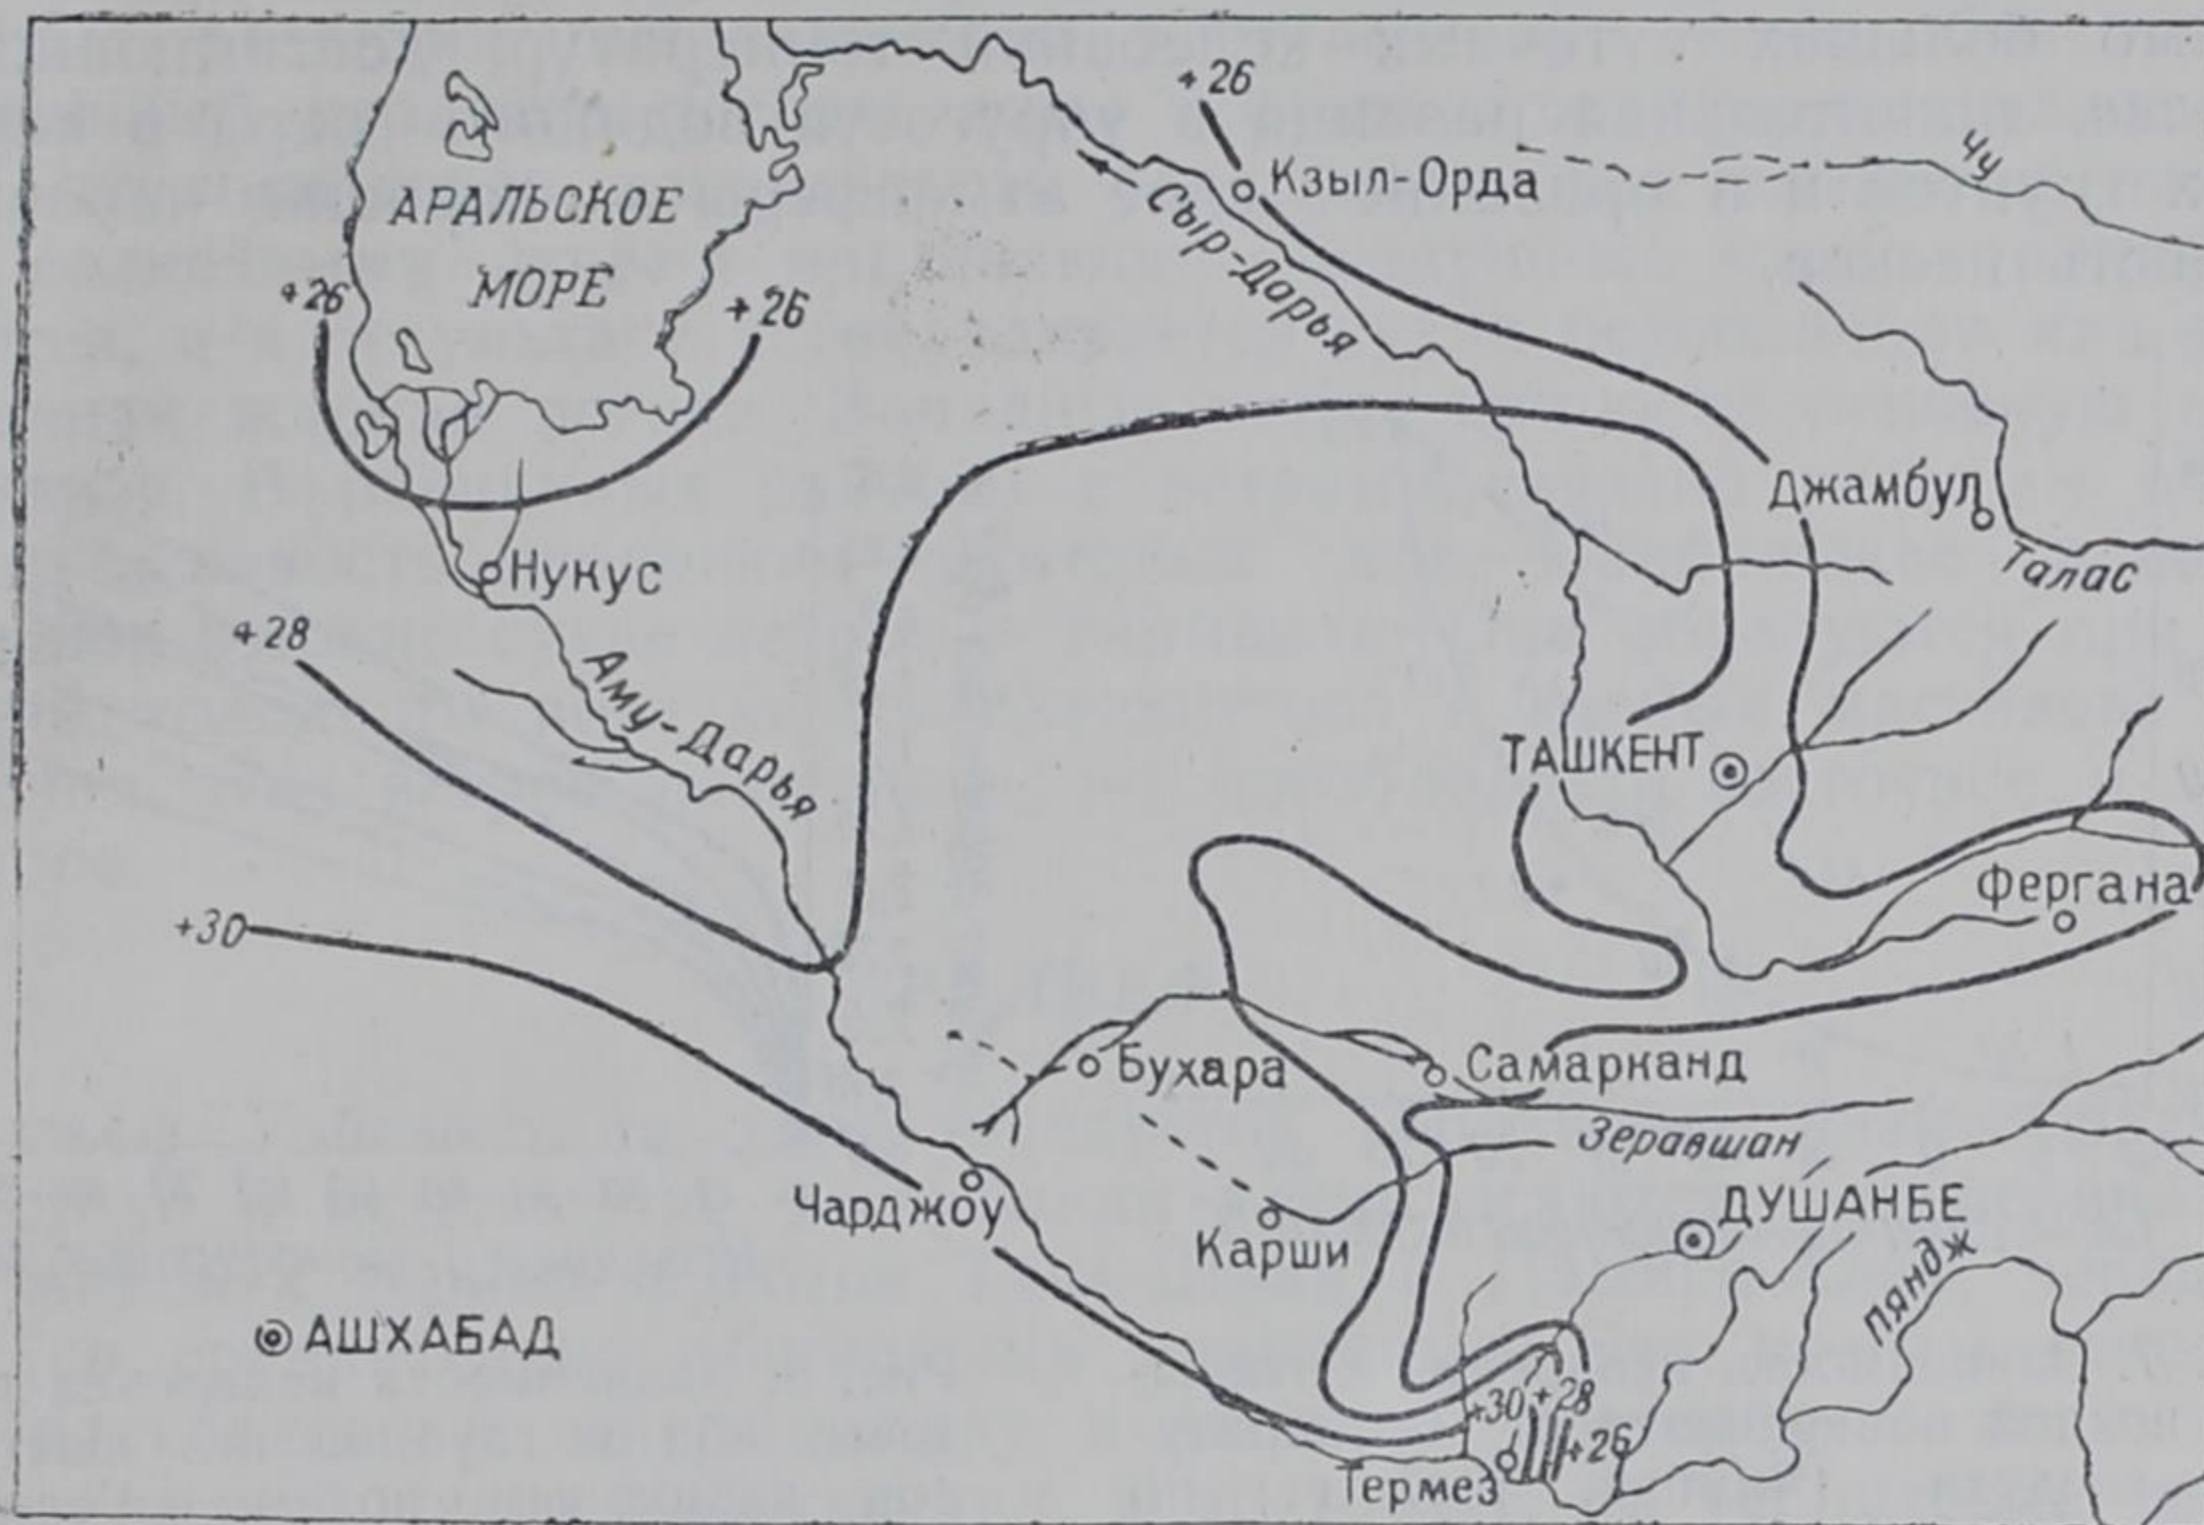 +26
Кзыл-Орда
Чу
АРАЛЬСКОЕ
МОРЕ
Сыр-Дарья
+26
+26
Джамбул
Талас
Нукус
+28
Аму-Дарья
ТАШКЕНТ
Фергана
+30
Бухара
Самарканд
Зеравшан
Чарджоу
Карши
ДУШАНБЕ
Пяндж
АШХАБАД
+30 +28
+26
Термез